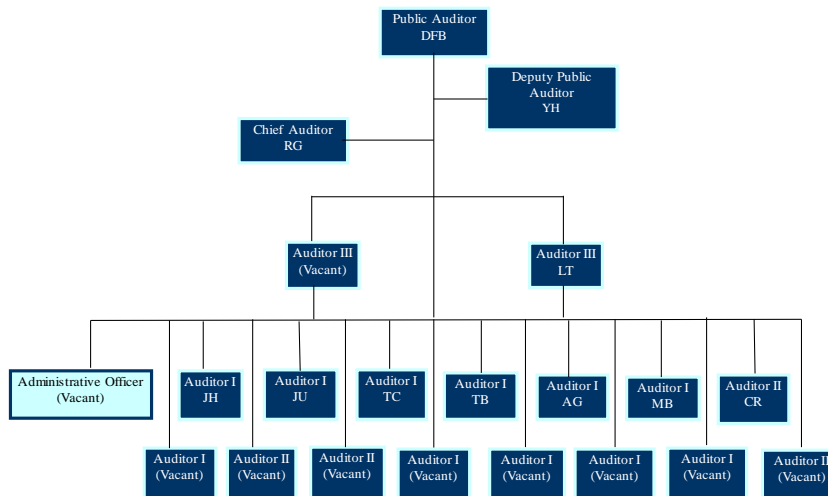 Public Auditor
DFB
Deputy Public
Auditor
YH
Chief Auditor
RG
Auditor III
(Vacant)
Auditor III
LT
Administrative Officer
(Vacant)
Auditor I
JH
Auditor I
JU
Auditor I
TC
Auditor I
TB
Auditor I
AG
Auditor I
MB
Auditor II
CR
Auditor I
(Vacant)
Auditor II
(Vacant)
Auditor II
(Vacant)
Auditor I
(Vacant)
Auditor I
(Vacant)
Auditor I
(Vacant)
Auditor I
(Vacant)
Auditor II
(Vacant)